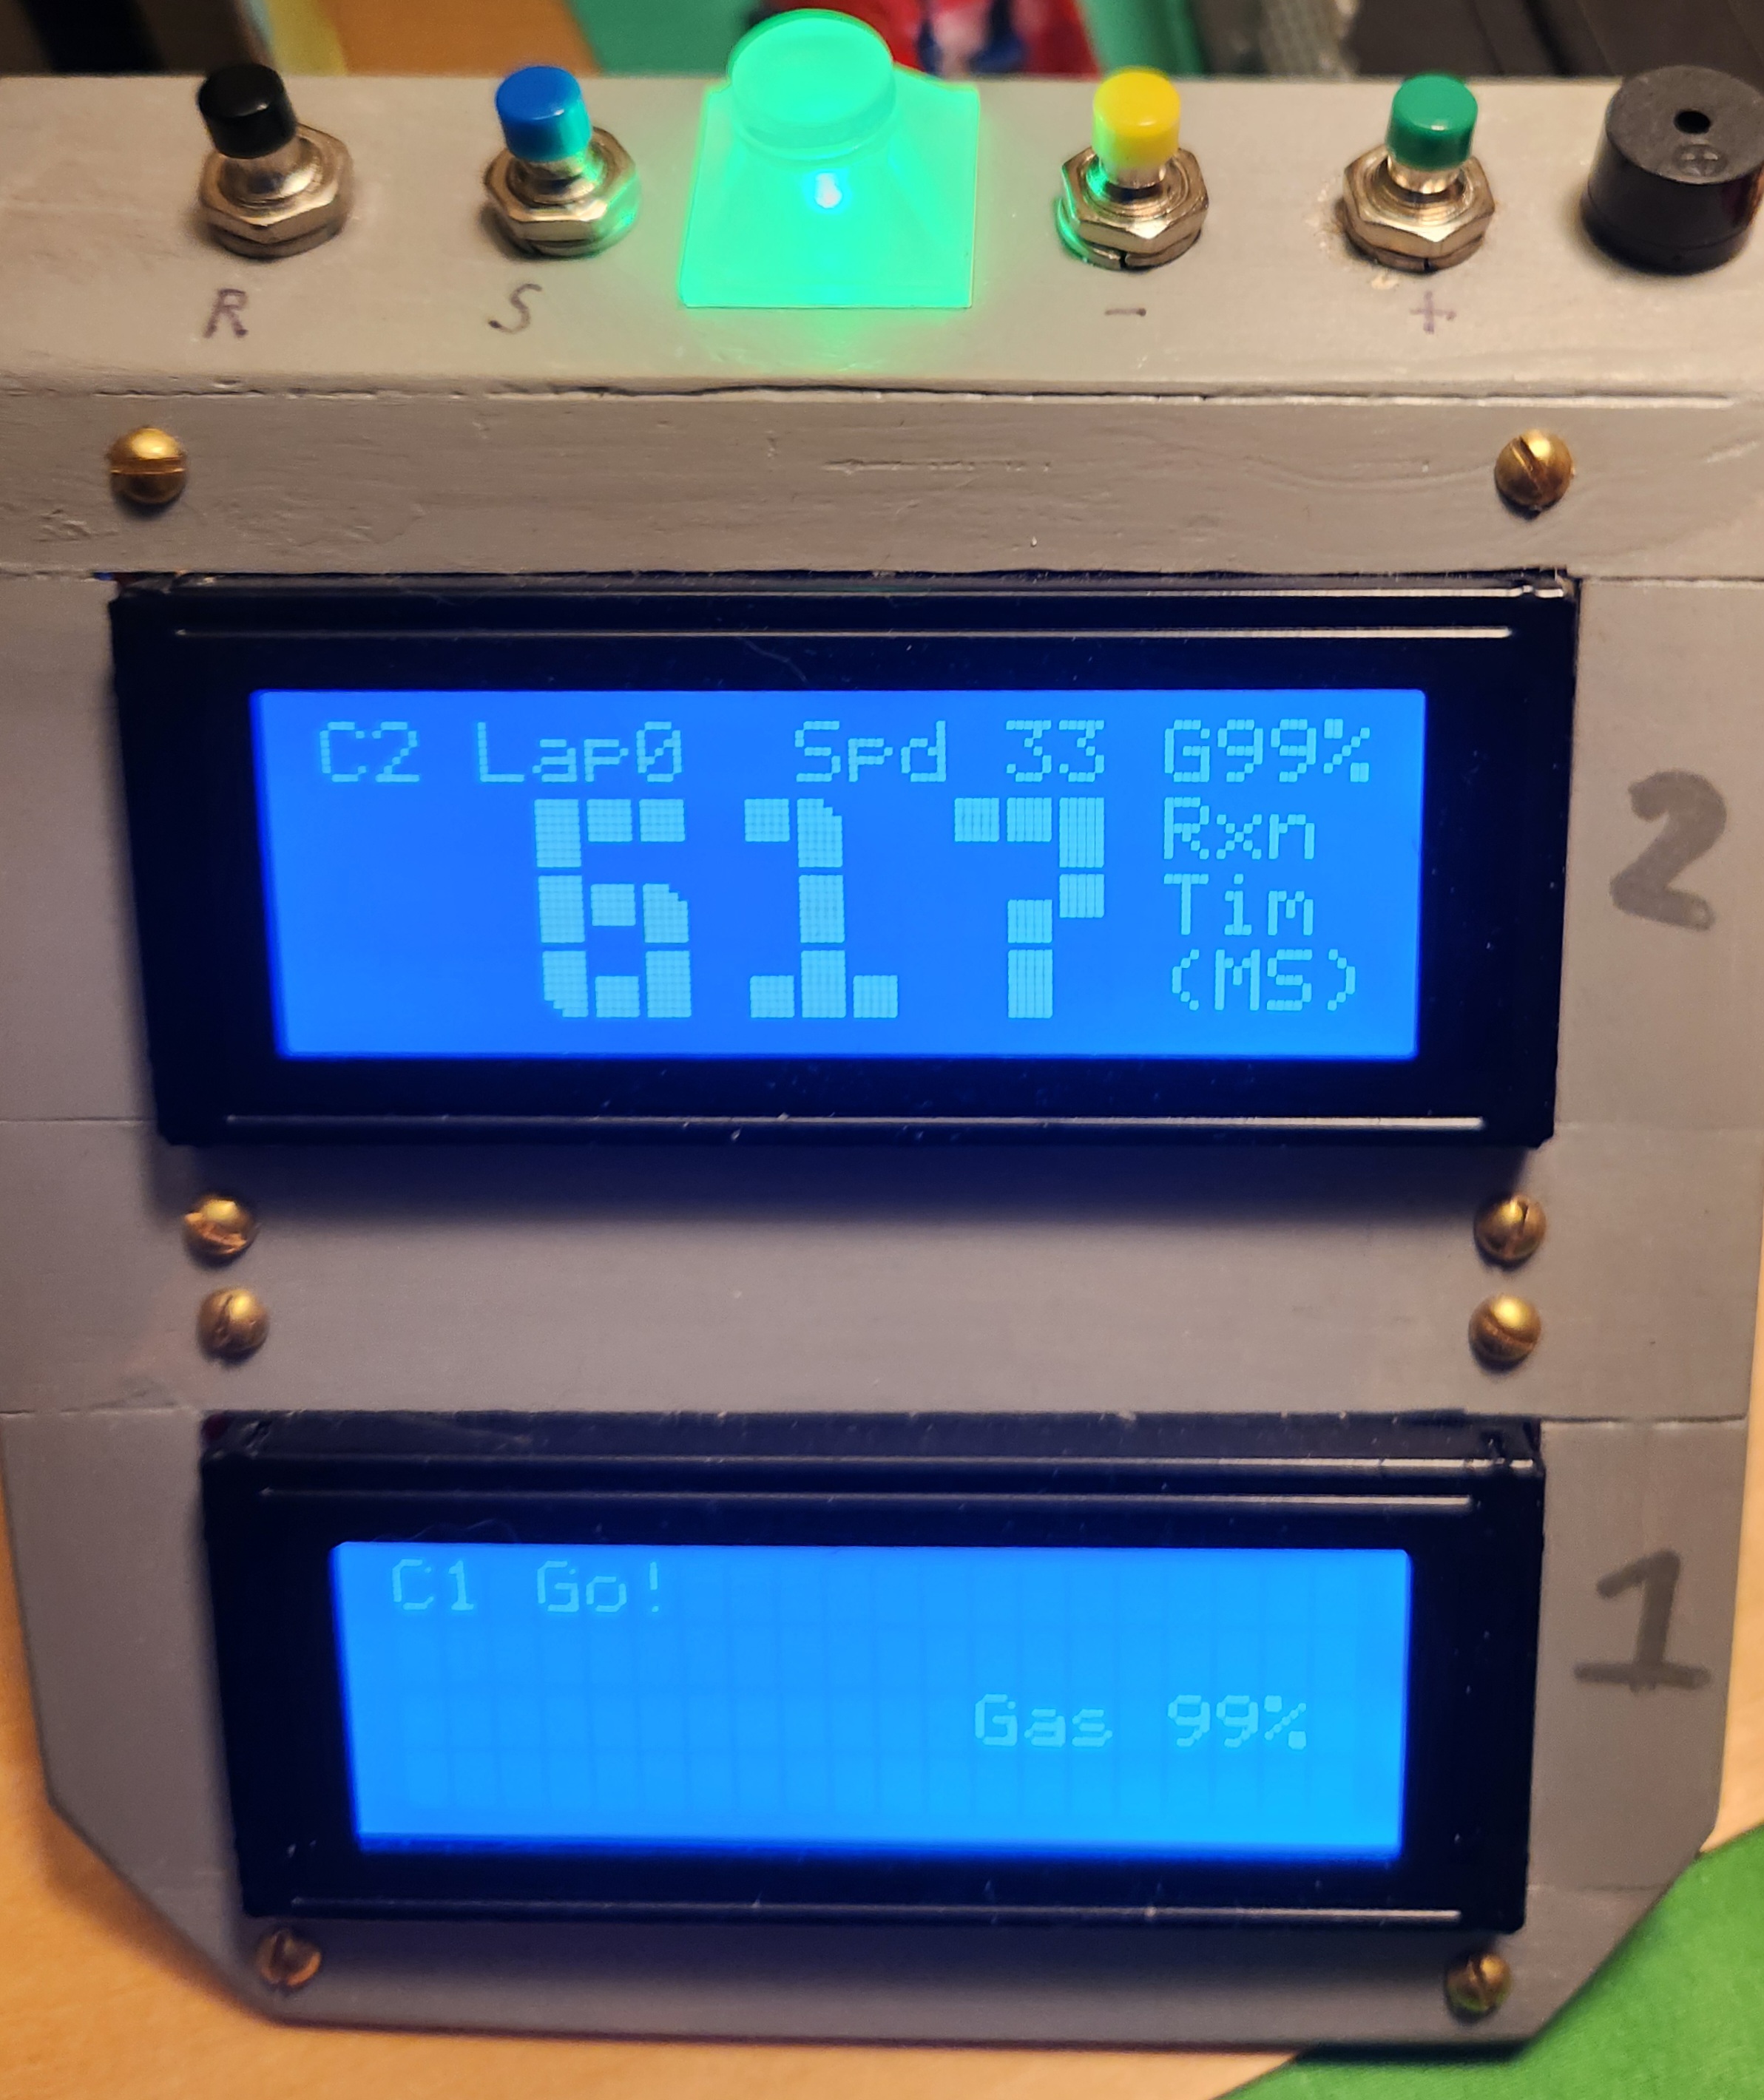 R S - +
C2 Lap0 Spd 33 G99%
617
Rxn
Tim
(MS)
2
C1 Go!
Gas 99%
1